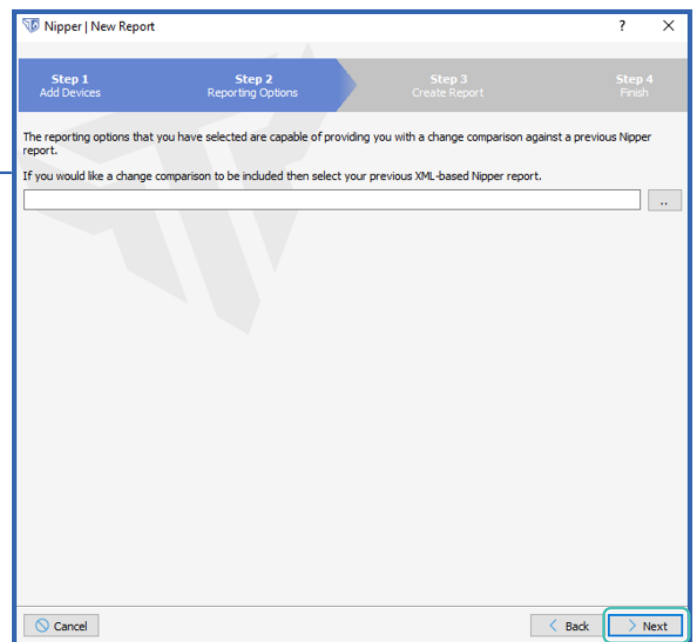 Nipper | New Report
?
Step 1
Add Devices
Step 2
Reporting Options
Step 3
Create Report
Step 4
Finish
The reporting options that you have selected are capable of providing you with a change comparison against a previous Nipper
report.
If you would like a change comparison to be included then select your previous XML-based Nipper report.
..
Cancel
Back
Next